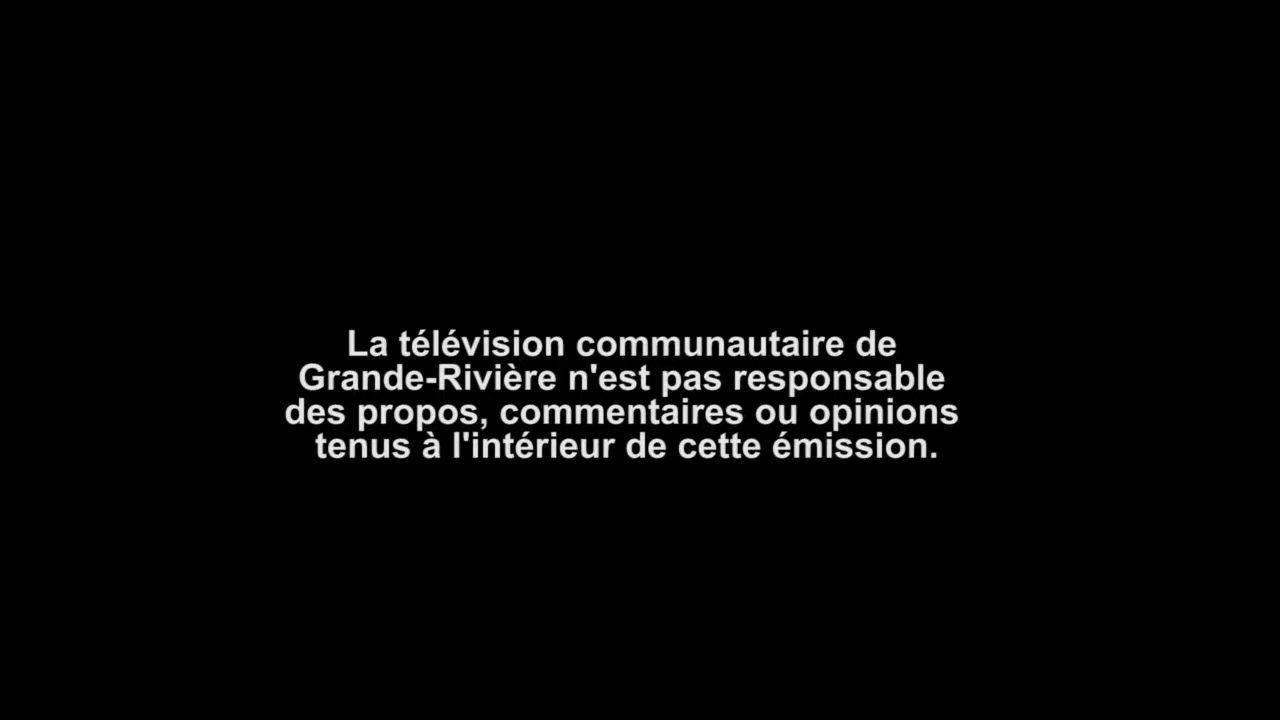 La télévision communautaire de
Grande-Rivière n'est pas responsable
des propos, commentaires ou opinions
tenus à l'intérieur de cette émission.